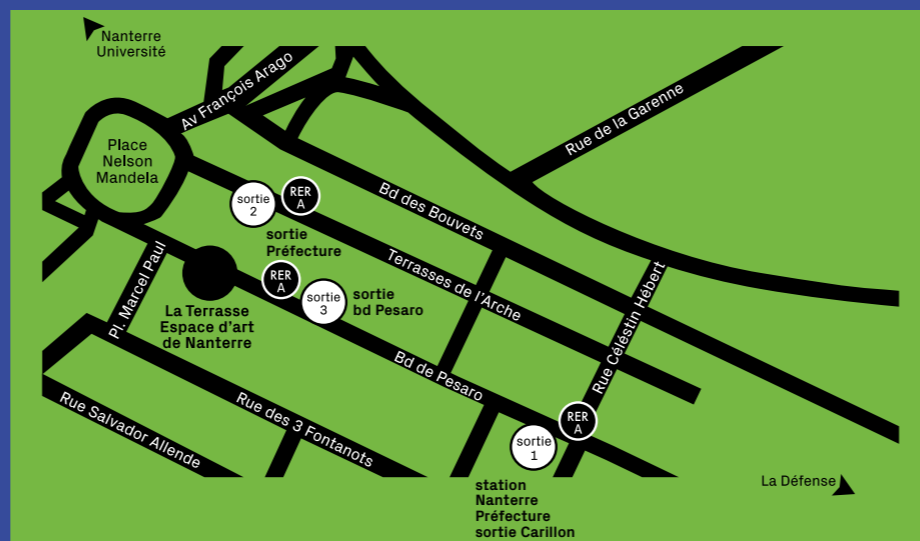 Nanterre
Université
Av François Arago
Rue de la Garenne
Place
Nelson
Mandela
RER
A
sortie
2
Bd des Bouvets
sortie
Préfecture
Terrasses de l'Arche
Pl. Marcel Paul
RER
A
sortie
3
sortie
bd Pesaro
La Terrasse
Espace d'art
de Nanterre
Rue Céléstin Hébert
Bd de Pesaro
Rue des 3 Fontanots
Rue Salvador Allende
RER
A
sortie
1
La Défense
station
Nanterre
Préfecture
sortie Carillon